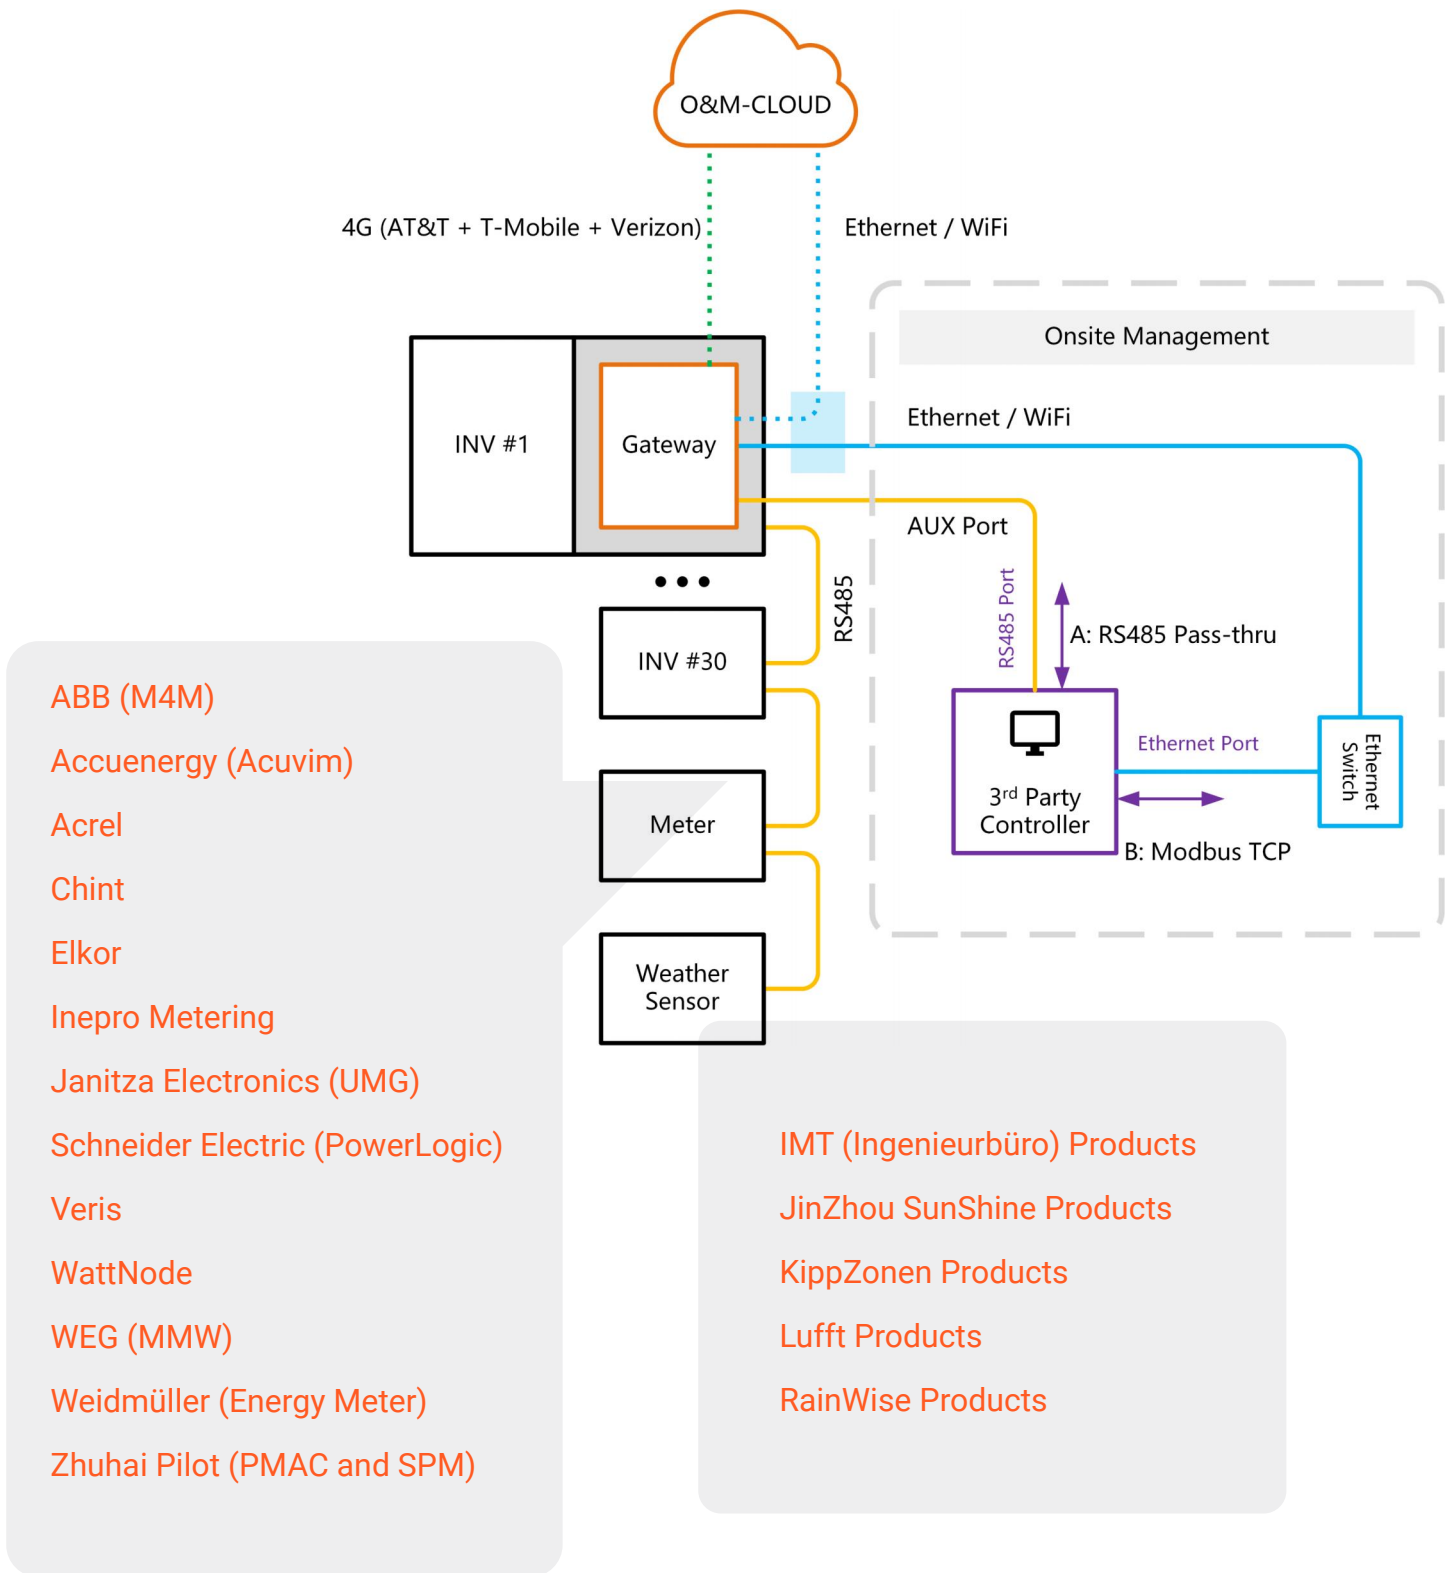 O&M-CLOUD
4G (AT&T + T-Mobile + Verizon)
Ethernet / WiFi
Onsite Management
INV #1
Gateway
Ethernet / WiFi
AUX Port
RS485
RS485 Port
A: RS485 Pass-thru
INV #30
Ethernet Port
Ethernet
Switch
3rd Party
Controller
B: Modbus TCP
Meter
Weather
Sensor
ABB (M4M)
Accuenergy (Acuvim)
Acrel
Chint
Elkor
Inepro Metering
Janitza Electronics (UMG)
Schneider Electric (PowerLogic)
Veris
WattNode
WEG (MMW)
Weidmüller (Energy Meter)
Zhuhai Pilot (PMAC and SPM)
IMT (Ingenieurbüro) Products
JinZhou SunShine Products
KippZonen Products
Lufft Products
RainWise Products